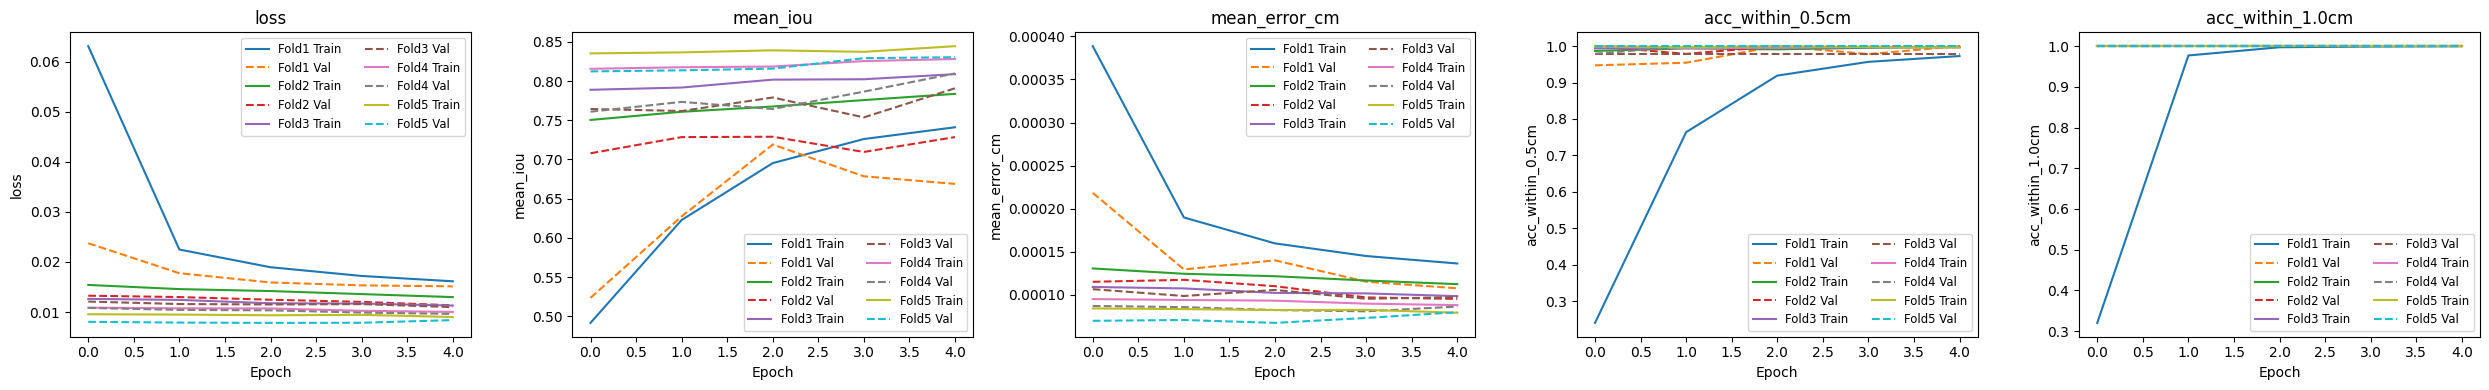 loss
loss
0.06
0.05
0.04
0.03
0.02
0.01
Fold1 Train
Fold1 Val
Fold2 Train
Fold2 Val
Fold3 Train
Fold3 Val
Fold4 Train
Fold4 Val
Fold5 Train
Fold5 Val
0.0 0.5 1.0 1.5 2.0 2.5 3.0 3.5 4.0
Epoch
mean_iou
mean_iou
0.85
0.80
0.75
0.70
0.65
0.60
0.55
0.50
Fold1 Train
Fold1 Val
Fold2 Train
Fold2 Val
Fold3 Train
Fold3 Val
Fold4 Train
Fold4 Val
Fold5 Train
Fold5 Val
0.0 0.5 1.0 1.5 2.0 2.5 3.0 3.5 4.0
Epoch
mean_error_cm
mean_error_cm
0.00040
0.00035
0.00030
0.00025
0.00020
0.00015
0.00010
Fold1 Train
Fold1 Val
Fold2 Train
Fold2 Val
Fold3 Train
Fold3 Val
Fold4 Train
Fold4 Val
Fold5 Train
Fold5 Val
0.0 0.5 1.0 1.5 2.0 2.5 3.0 3.5 4.0
Epoch
acc_within_0.5cm
acc_within_0.5cm
1.0
0.9
0.8
0.7
0.6
0.5
0.4
0.3
Fold1 Train
Fold1 Val
Fold2 Train
Fold2 Val
Fold3 Train
Fold3 Val
Fold4 Train
Fold4 Val
Fold5 Train
Fold5 Val
0.0 0.5 1.0 1.5 2.0 2.5 3.0 3.5 4.0
Epoch
acc_within_1.0cm
acc_within_1.0cm
1.0
0.9
0.8
0.7
0.6
0.5
0.4
0.3
Fold1 Train
Fold1 Val
Fold2 Train
Fold2 Val
Fold3 Train
Fold3 Val
Fold4 Train
Fold4 Val
Fold5 Train
Fold5 Val
0.0 0.5 1.0 1.5 2.0 2.5 3.0 3.5 4.0
Epoch